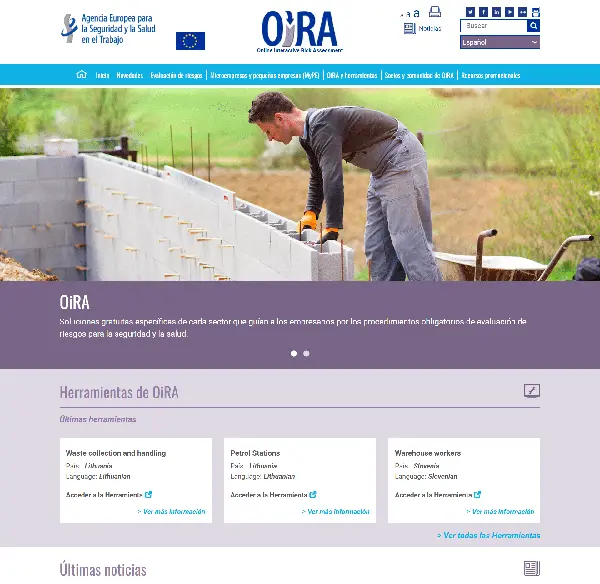 Agencia Europea para
la Seguridad y la Salud
en el Trabajo
OiRA
Online Interactive Risk Assessment
a a a
Noticias
Buscar
Español
Inicio Novedades Evaluación de riesgos Microempresas y pequeñas empresas (MyPE) OiRA y herramientas Socios y comunidad de OiRA Recursos promocionales
OiRA
Soluciones gratuitas específicas de cada sector que guían a los empresarios por los procedimientos obligatorios de evaluación de
riesgos para la seguridad y la salud.
Herramientas de OiRA
Últimas herramientas
Waste collection and handling
País: Lithuania
Language: Lithuanian
Acceder a la Herramienta
> Ver más información
Petrol Stations
País: Lithuania
Language: Lithuanian
Acceder a la Herramienta
> Ver más información
Warehouse workers
País: Slovenia
Language: Slovenian
Acceder a la Herramienta
> Ver más información
> Ver todas las Herramientas
Últimas noticias